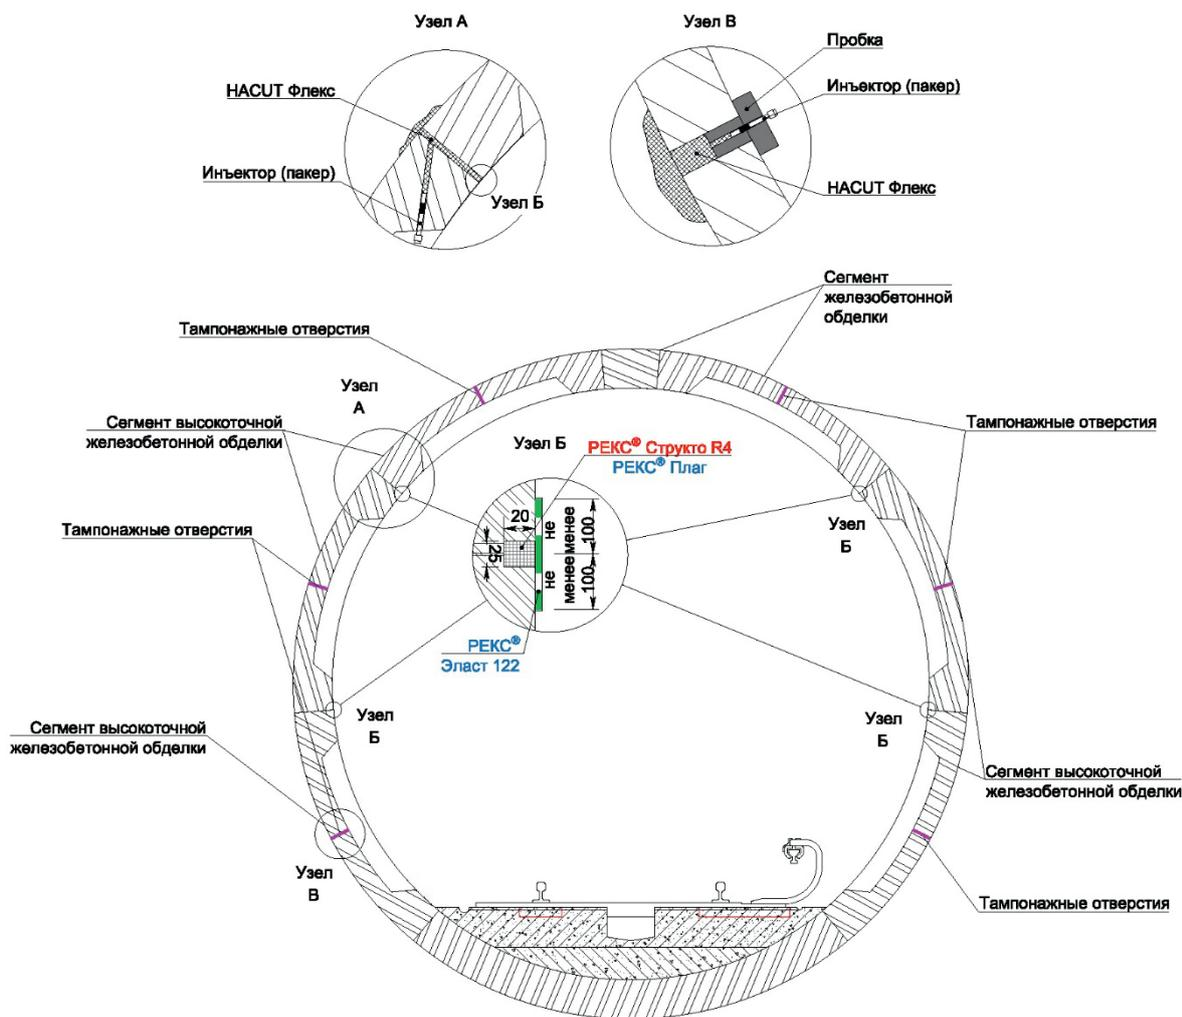 Узел А
Узел В
Пробка
НАСUТ Флекс
Инъектор (пакер)
Инъектор (пакер)
Узел Б
НАСUТ Флекс
Сегмент
железобетонной
обделки
Тампонажные отверстия
Узел
А
Сегмент высокоточной
железобетонной обделки
Тампонажные отверстия
Узел Б
РЕКС® Структо R4
РЕКС® Плаг
20
25
не
менее
100
не
менее
100
Тампонажные отверстия
Узел
Б
РЕКС®
Эласт 122
Узел
Б
Узел
Б
Сегмент высокоточной
железобетонной обделки
Сегмент высокоточной
железобетонной обделки
Узел
В
Тампонажные отверстия